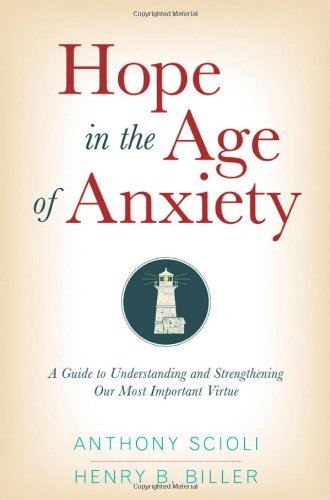 Hope
in the Age
of Anxiety
A Guide to Understanding and Strengthening
Our Most Important Virtue
ANTHONY SCIOLI
HENRY B. BILLER